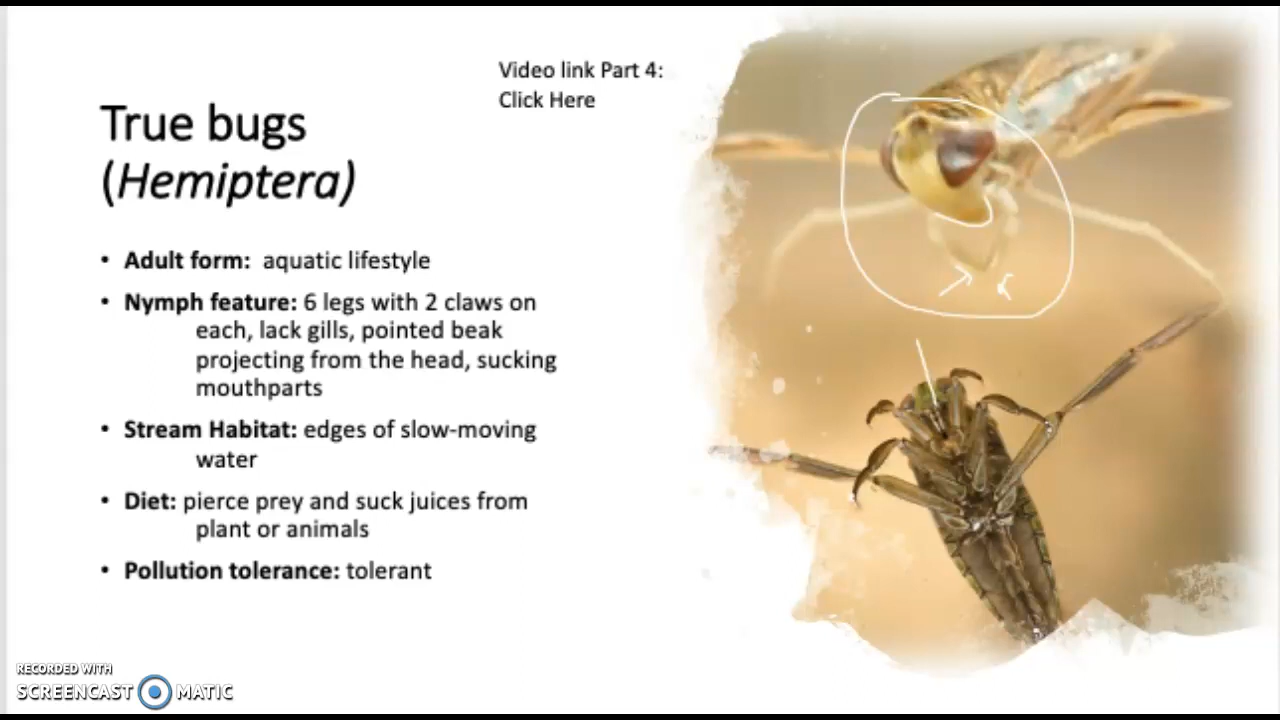 Video link Part 4:
Click Here
True bugs
(Hemiptera)
• Adult form: aquatic lifestyle
• Nymph feature: 6 legs with 2 claws on
each, lack gills, pointed beak
projecting from the head, sucking
mouthparts
• Stream Habitat: edges of slow-moving
water
• Diet: pierce prey and suck juices from
plant or animals
• Pollution tolerance: tolerant
RECORDED WITH
SCREENCAST MATIC